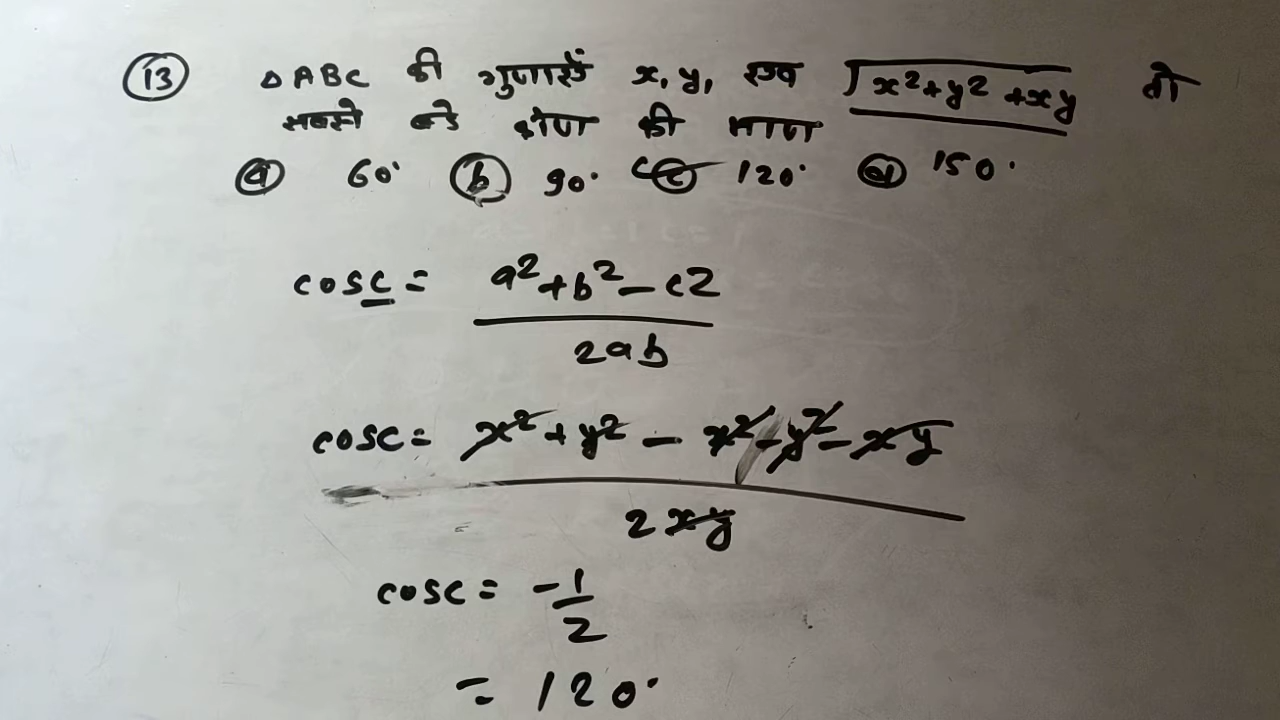 13 △ABC की गुणाएँ x, y, एवं √x²+y²+xy तो
सबसे बडे कोण की माप
a 60° b 90° c 120° d 150°
cosc = a²+b²-c2
2ab
cosc = x²+y²-x²-y²-xy
2xy
cosc = -1
2
= 120°